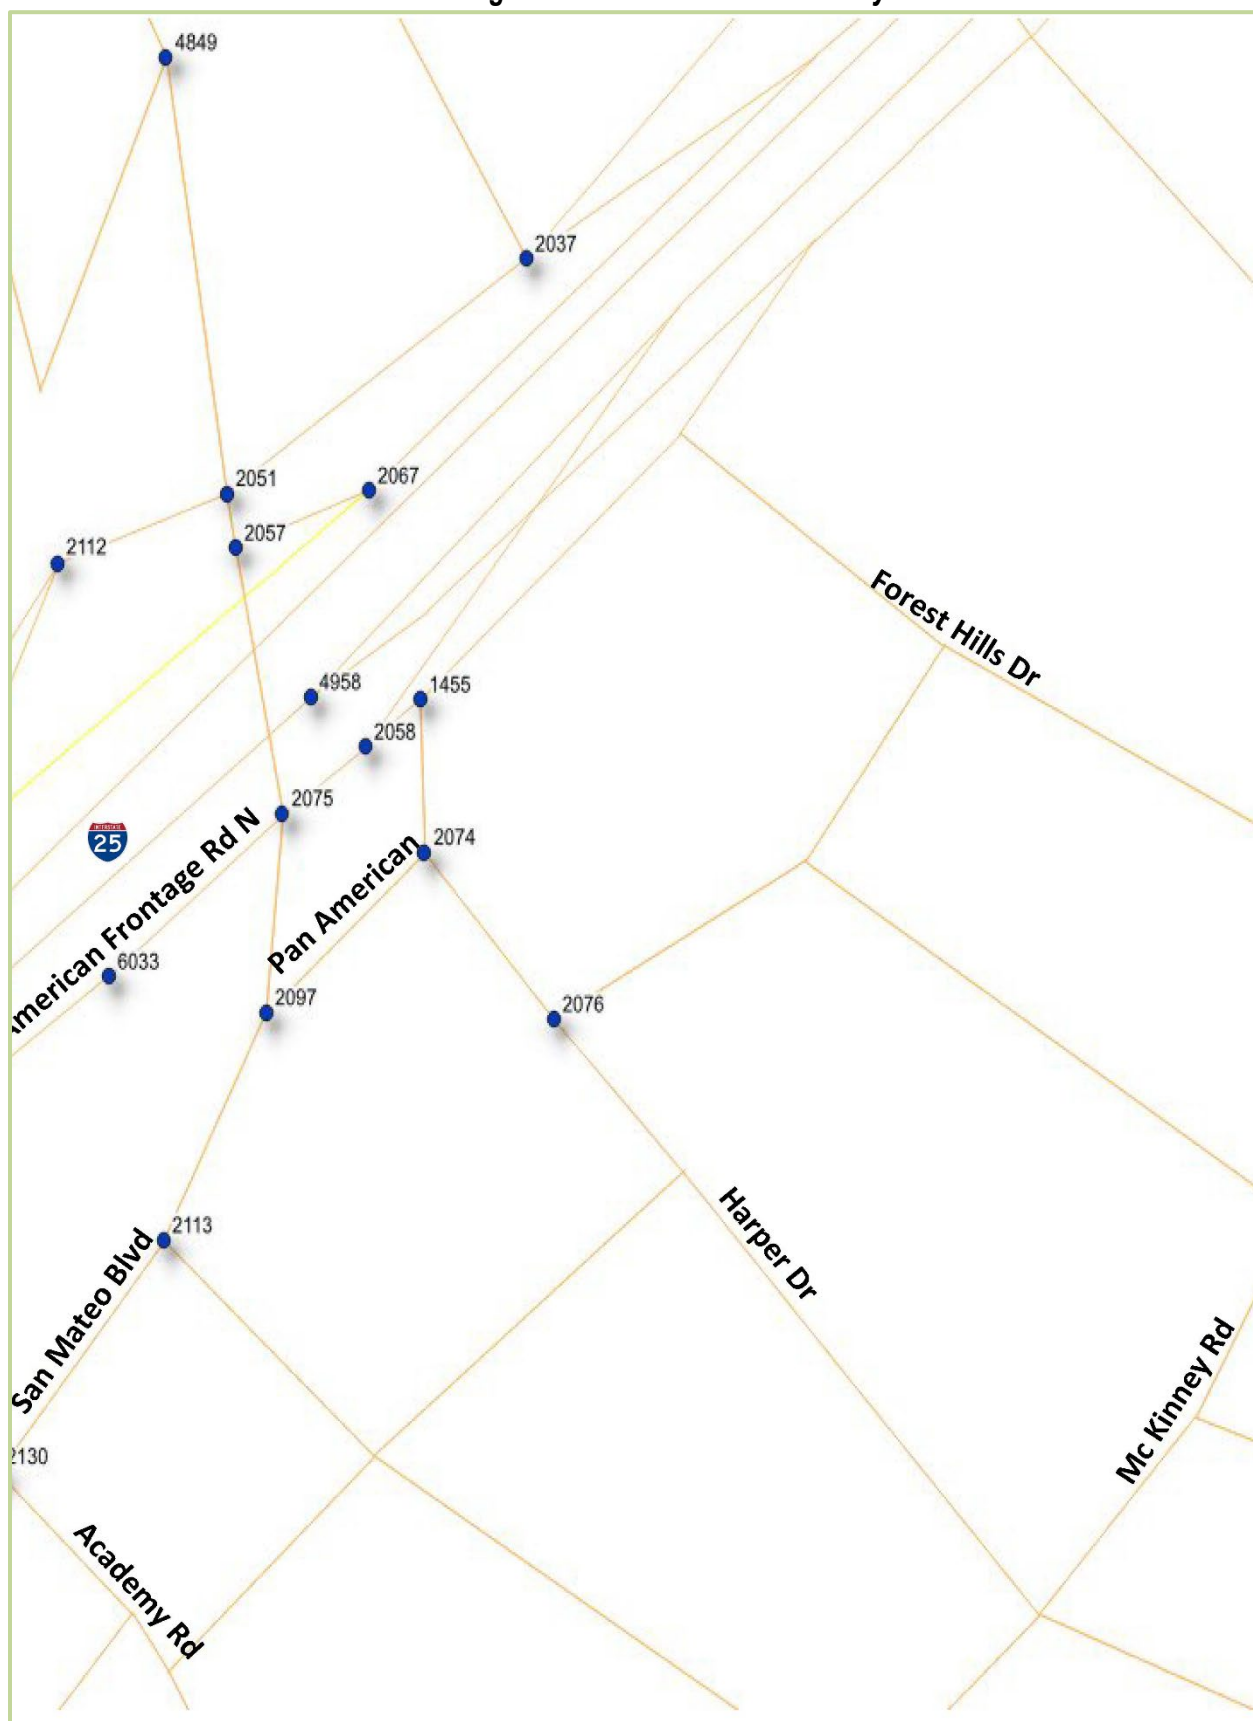 4849
2037
2051
2067
2057
2112
Forest Hills Dr
4958
1455
2058
2075
INTERSTATE
25
American Frontage Rd N
2074
Pan American
6033
2097
2076
2113
San Mateo Blvd
Harper Dr
Mc Kinney Rd
2130
Academy Rd